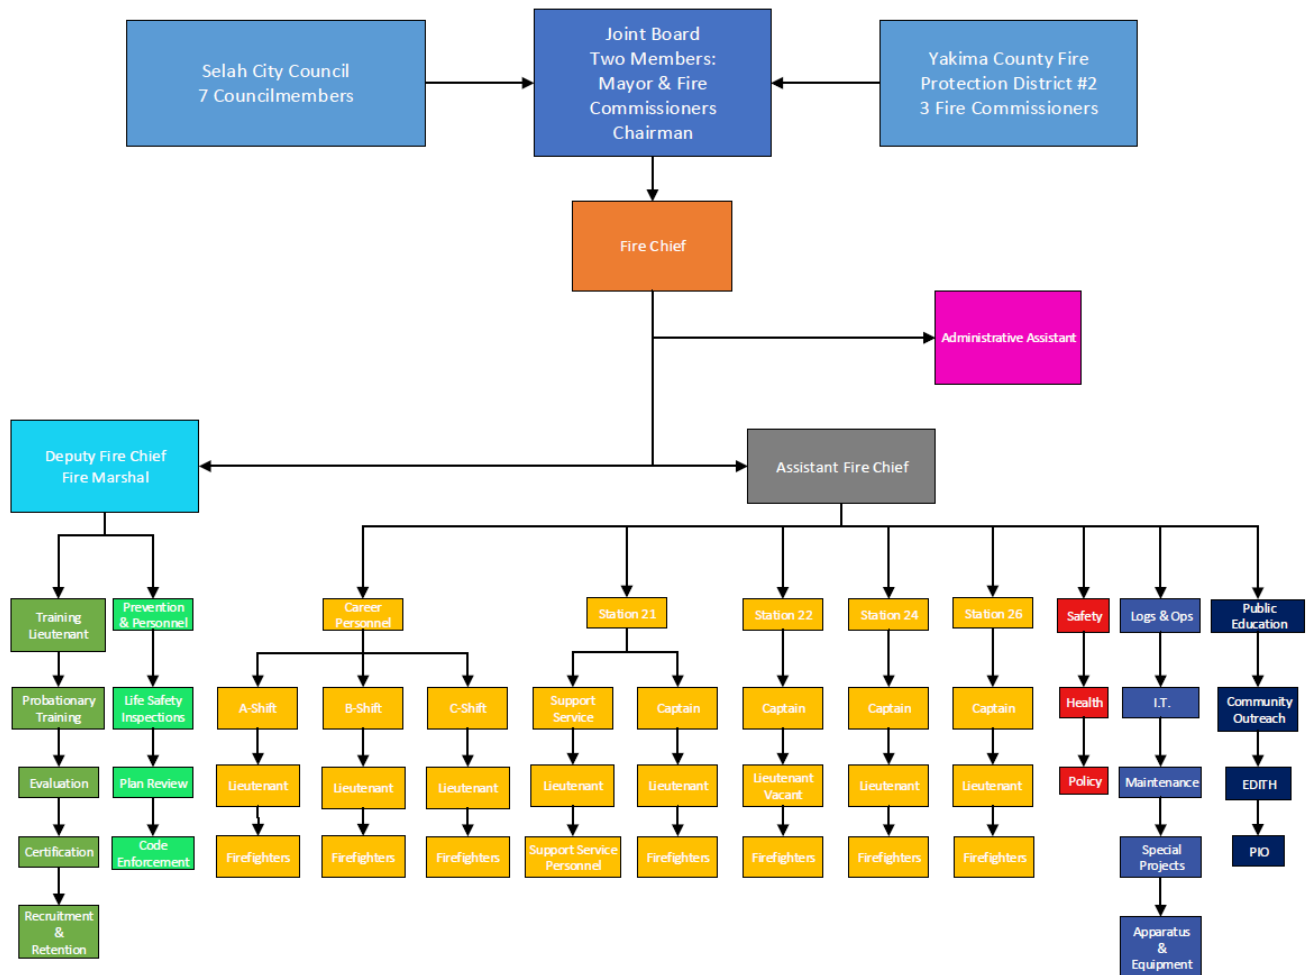 Selah City Council
7 Councilmembers
Joint Board
Two Members:
Mayor & Fire
Commissioners
Chairman
Yakima County Fire
Protection District #2
3 Fire Commissioners
Fire Chief
Administrative Assistant
Deputy Fire Chief
Fire Marshal
Assistant Fire Chief
Training
Lieutenant
Prevention
& Personnel
Career
Personnel
Station 21
Station 22
Station 24
Station 26
Safety
Logs & Ops
Public
Education
Probationary
Training
Life Safety
Inspections
A-Shift
B-Shift
C-Shift
Support
Service
Captain
Captain
Captain
Captain
Health
I.T.
Community
Outreach
Evaluation
Plan Review
Lieutenant
Lieutenant
Lieutenant
Lieutenant
Lieutenant
Lieutenant
Vacant
Lieutenant
Lieutenant
Policy
Maintenance
EDITH
Certification
Code
Enforcement
Firefighters
Firefighters
Firefighters
Support Service
Personnel
Firefighters
Firefighters
Firefighters
Firefighters
Special
Projects
PIO
Recruitment
&
Retention
Apparatus
&
Equipment